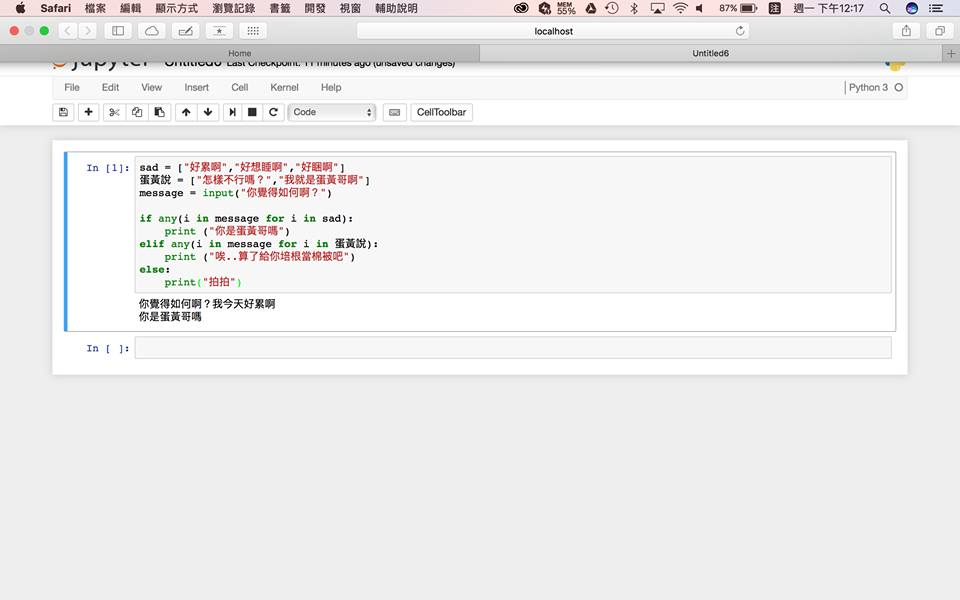 Safari 檔案 編輯 顯示方式 瀏覽記錄 書籤 開發 視窗 輔助說明 MEM 55% 87% 注 週一 下午12:17
localhost
Home Untitled6
jupyter Untitled6 Last Checkpoint: 11 minutes ago (unsaved changes)
File Edit View Insert Cell Kernel Help Python 3
Code CellToolbar
In [1]: sad = ["好累啊","好想睡啊","好睏啊"]
蛋黃說 = ["怎樣不行嗎？","我就是蛋黃哥啊"]
message = input("你覺得如何啊？")
if any(i in message for i in sad):
print ("你是蛋黃哥嗎")
elif any(i in message for i in 蛋黃說):
print ("唉..算了給你培根當棉被吧")
else:
print("拍拍")
你覺得如何啊？我今天好累啊
你是蛋黃哥嗎
In [ ]: